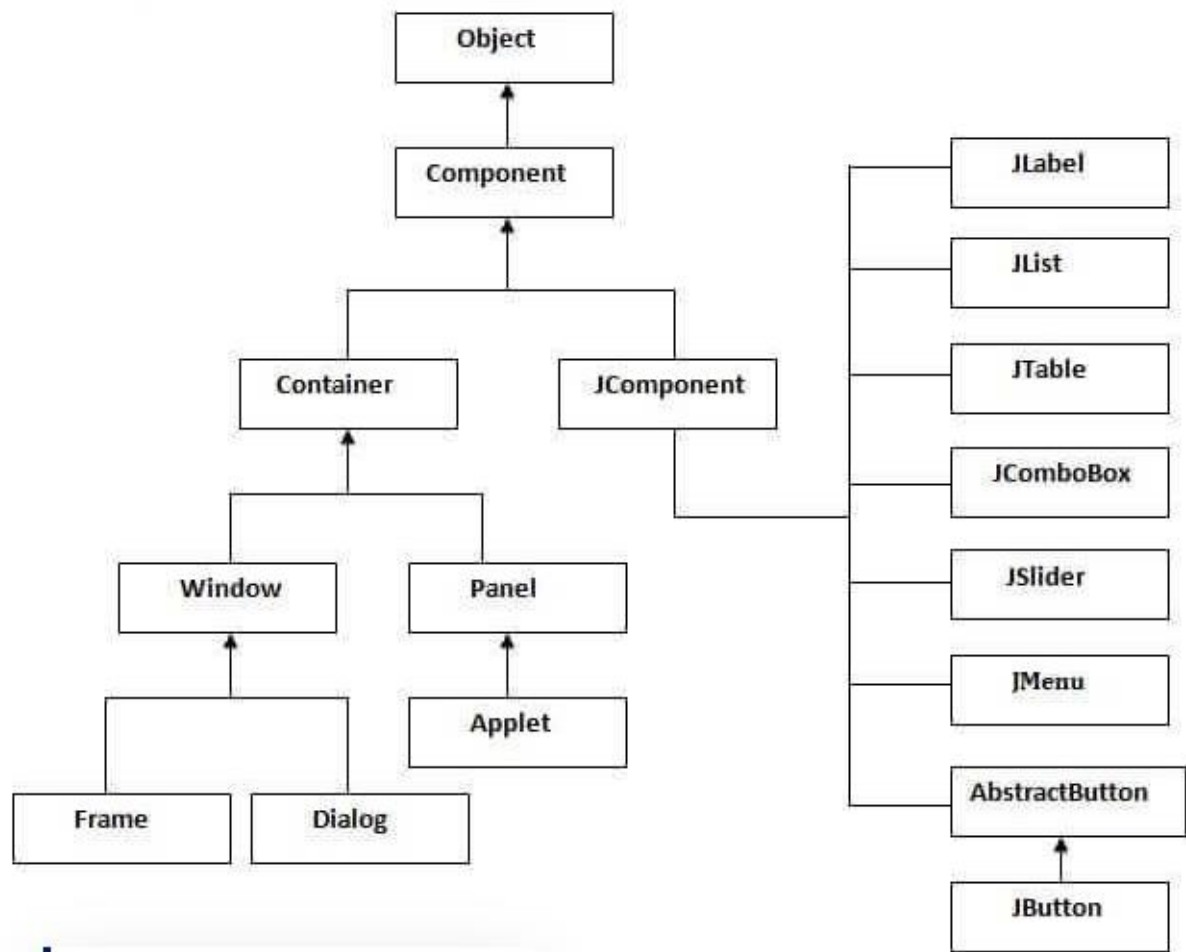 Object
Component
Container
JComponent
Window
Panel
Applet
Frame
Dialog
JLabel
JList
JTable
JComboBox
JSlider
JMenu
AbstractButton
JButton